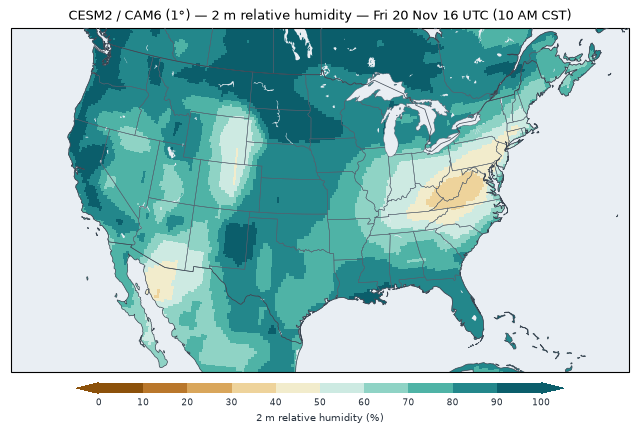 CESM2 / CAM6 (1°) — 2 m relative humidity — Fri 20 Nov 16 UTC (10 AM CST)
0 10 20 30 40 50 60 70 80 90 100
2 m relative humidity (%)